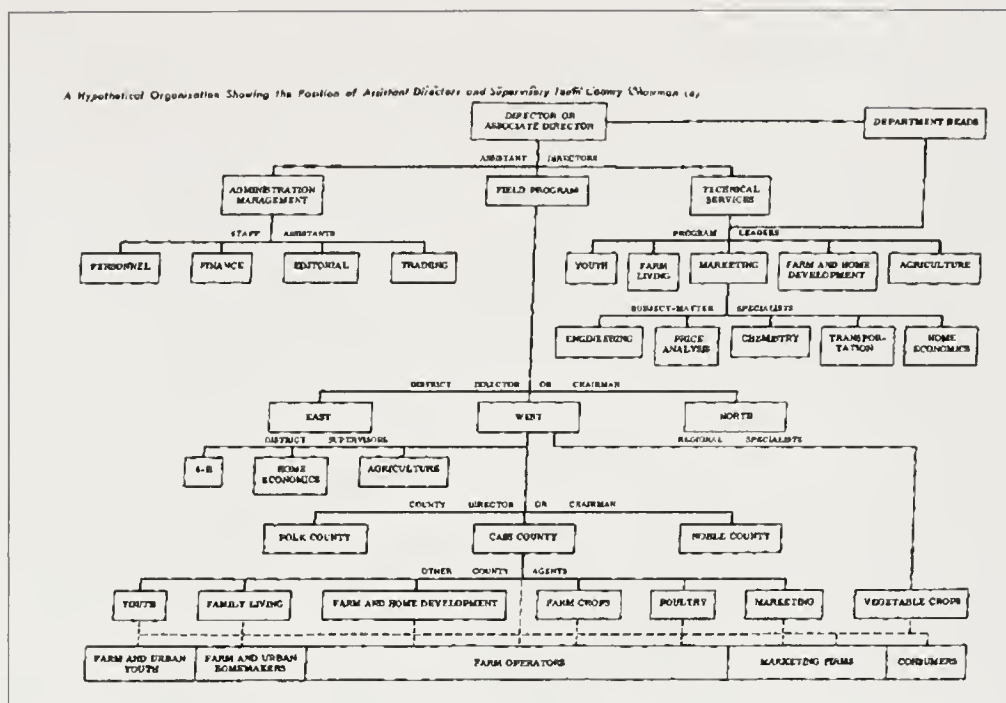 A Hypothetical Organization Showing the Position of Assistant Directors and Supervisory County Chairman (a)
DIRECTOR OR
ASSOCIATE DIRECTOR
DEPARTMENT HEADS
ASSISTANT DIRECTORS
ADMINISTRATION
MANAGEMENT
FIELD PROGRAM
TECHNICAL
SERVICES
STAFF ASSISTANTS
PROGRAM LEADERS
PERSONNEL
FINANCE
EDITORIAL
TRADING
YOUTH
FARM
LIVING
MARKETING
FARM AND HOME
DEVELOPMENT
AGRICULTURE
SUBJECT-MATTER SPECIALISTS
ENGINEERING
PRICE
ANALYSIS
CHEMISTRY
TRANSPOR-
TATION
HOME
ECONOMICS
DISTRICT DIRECTOR OR CHAIRMAN
EAST
WEST
NORTH
DISTRICT SUPERVISORS
REGIONAL SPECIALISTS
4-H
HOME
ECONOMICS
AGRICULTURE
COUNTY DIRECTOR OR CHAIRMAN
POLK COUNTY
CASS COUNTY
NOBLE COUNTY
OTHER COUNTY AGENTS
YOUTH
FAMILY LIVING
FARM AND HOME DEVELOPMENT
FARM CROPS
POULTRY
MARKETING
VEGETABLE CROPS
FARM AND URBAN
YOUTH
FARM AND URBAN
HOMEMAKERS
FARM OPERATORS
MARKETING FIRMS
CONSUMERS